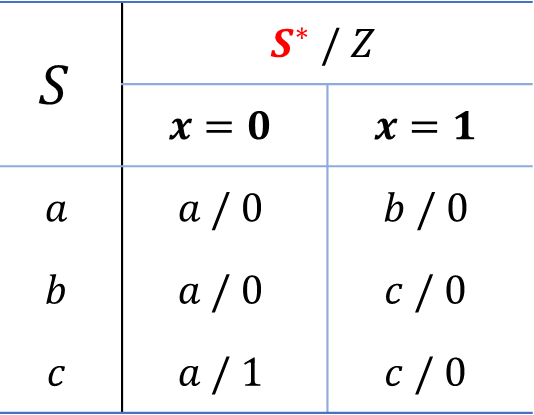 S S* / Z
x = 0 x = 1
a a / 0 b / 0
b a / 0 c / 0
c a / 1 c / 0